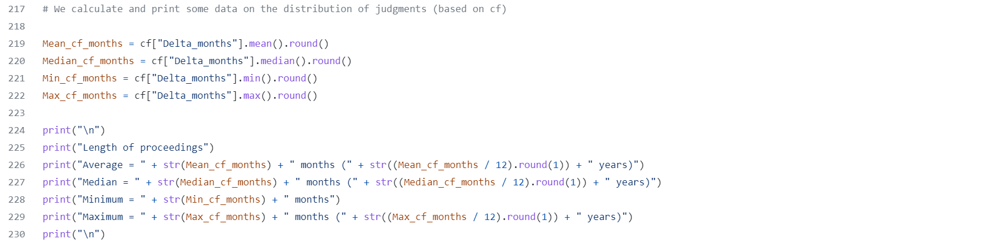 217 # We calculate and print some data on the distribution of judgments (based on cf)
218
219 Mean_cf_months = cf["Delta_months"].mean().round()
220 Median_cf_months = cf["Delta_months"].median().round()
221 Min_cf_months = cf["Delta_months"].min().round()
222 Max_cf_months = cf["Delta_months"].max().round()
223
224 print("\n")
225 print("Length of proceedings")
226 print("Average = " + str(Mean_cf_months) + " months (" + str((Mean_cf_months / 12).round(1)) + " years)")
227 print("Median = " + str(Median_cf_months) + " months (" + str((Median_cf_months / 12).round(1)) + " years)")
228 print("Minimum = " + str(Min_cf_months) + " months")
229 print("Maximum = " + str(Max_cf_months) + " months (" + str((Max_cf_months / 12).round(1)) + " years)")
230 print("\n")